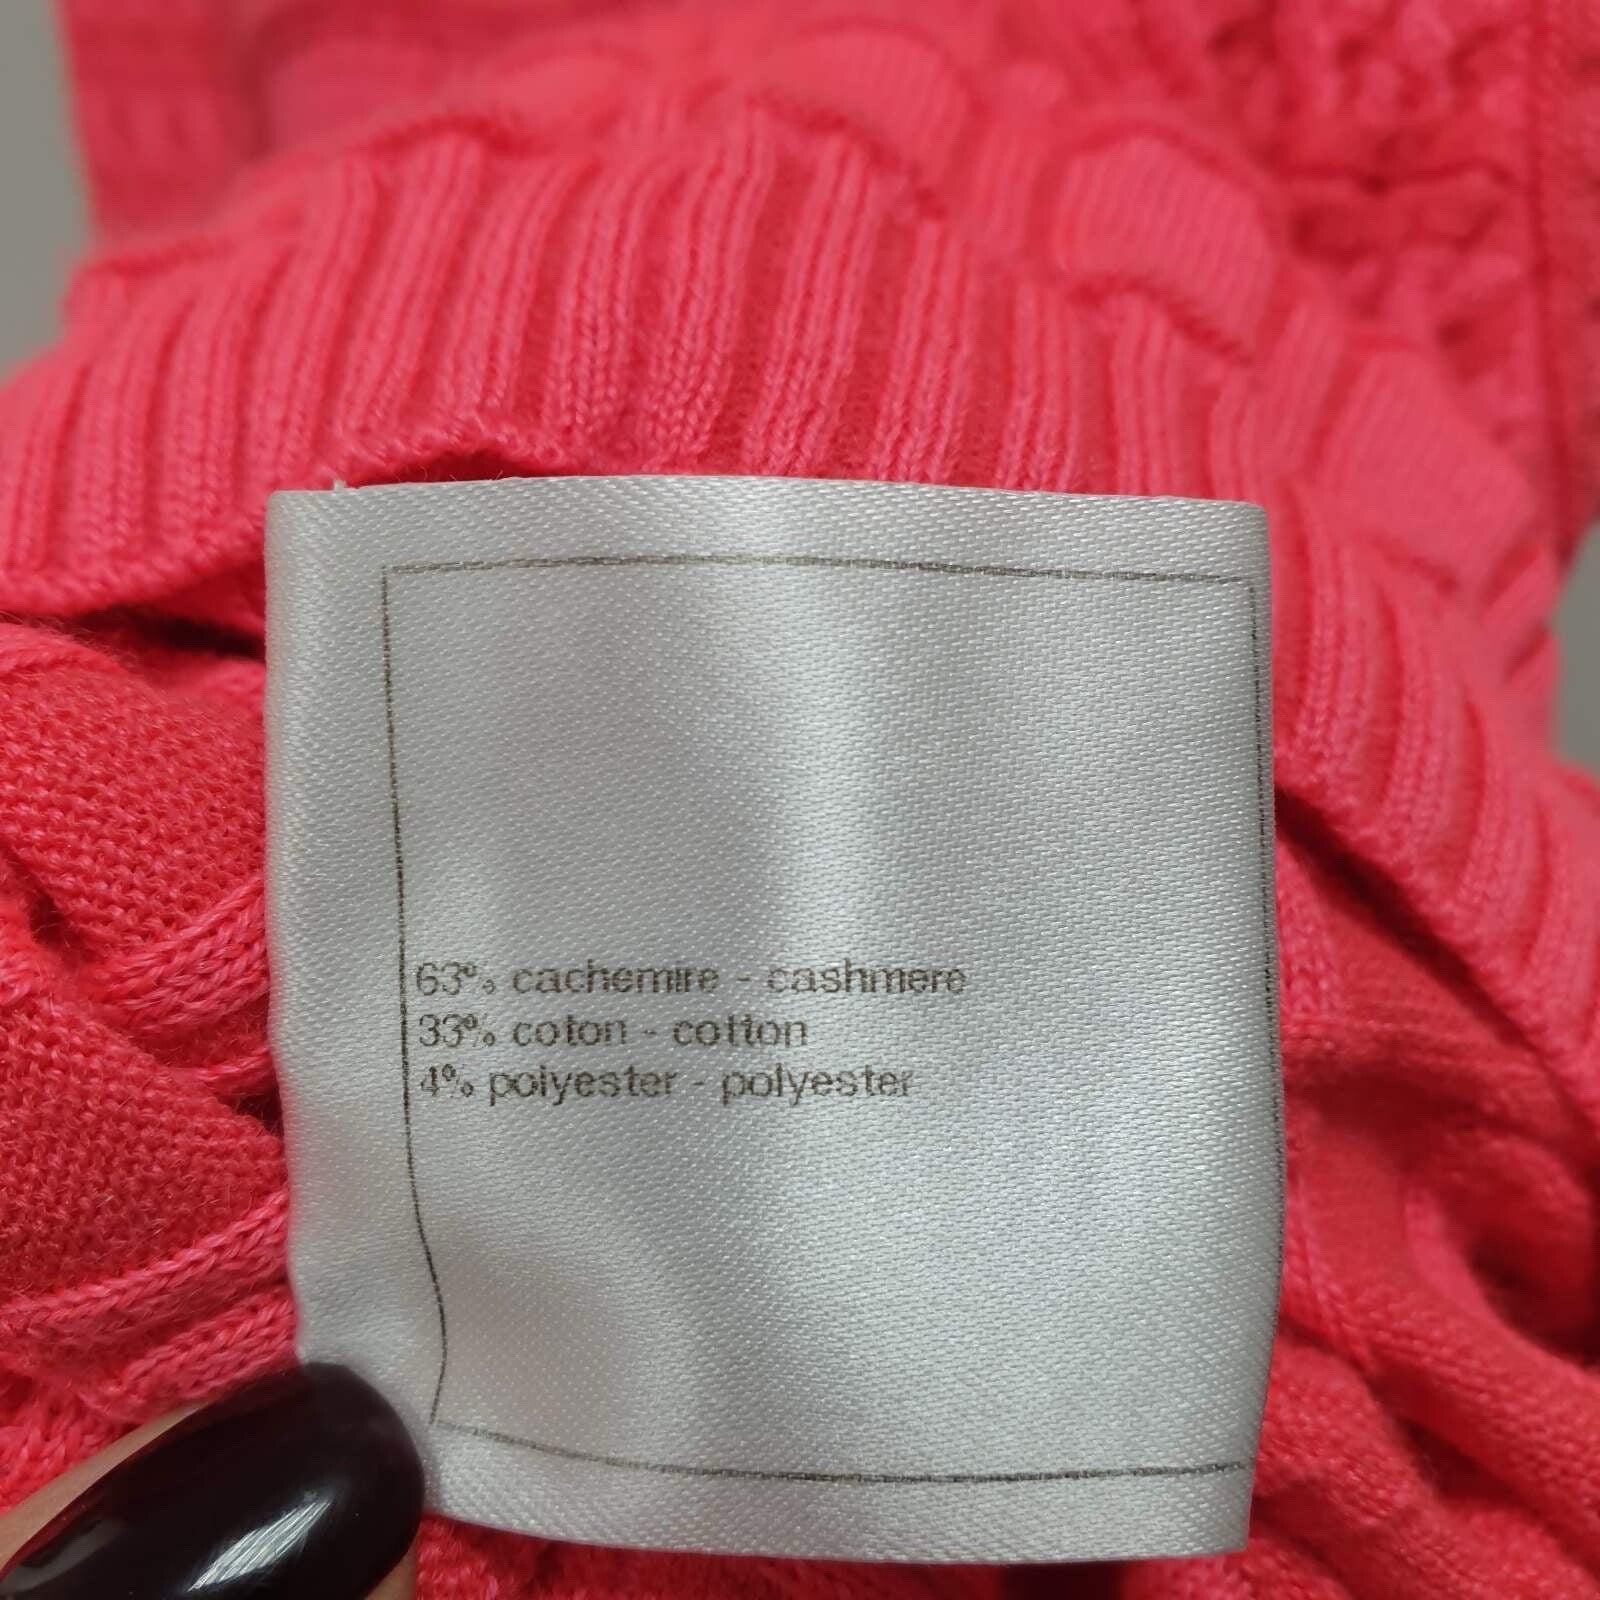 63% cachemire - cashmere
33% coton - cotton
4% polyester - polyester